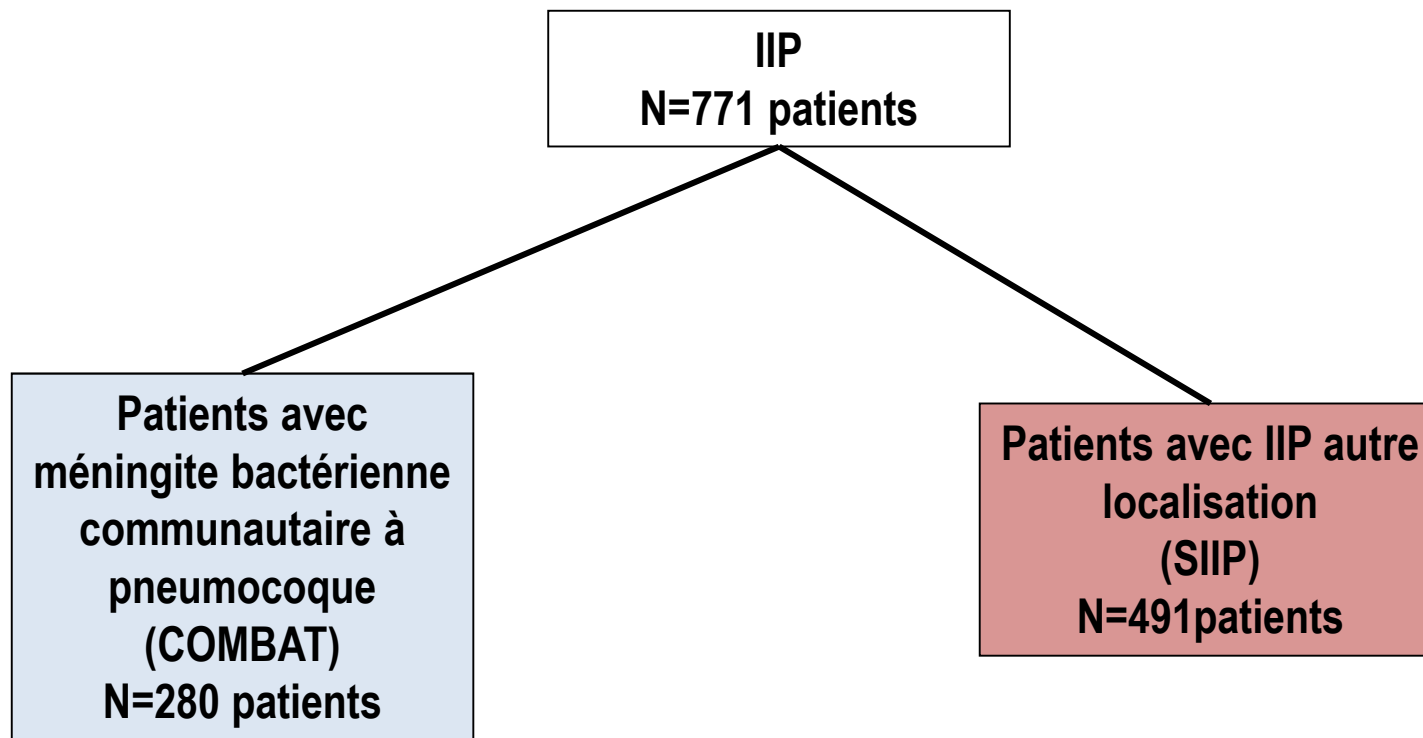 IIP
N=771 patients
Patients avec
méningite bactérienne
communautaire à
pneumocoque
(COMBAT)
N=280 patients
Patients avec IIP autre
localisation
(SIIP)
N=491patients